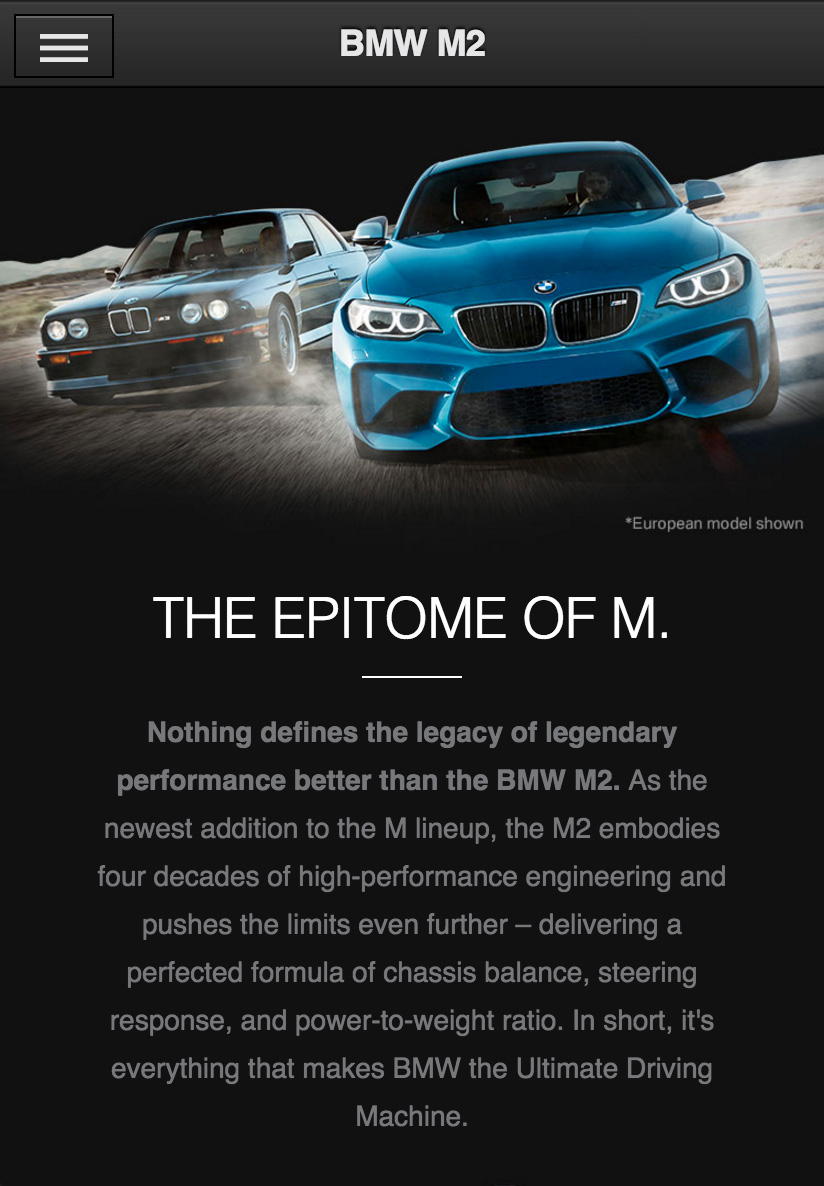 BMW M2
*European model shown
THE EPITOME OF M.
Nothing defines the legacy of legendary
performance better than the BMW M2. As the
newest addition to the M lineup, the M2 embodies
four decades of high-performance engineering and
pushes the limits even further – delivering a
perfected formula of chassis balance, steering
response, and power-to-weight ratio. In short, it's
everything that makes BMW the Ultimate Driving
Machine.